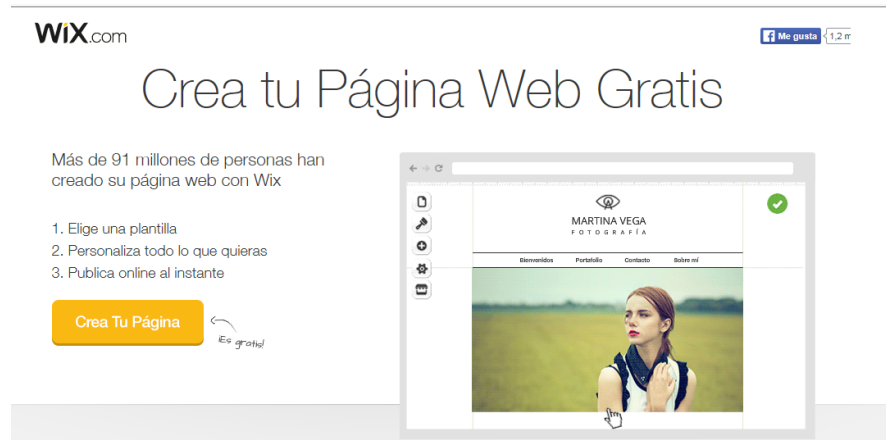 WiX.com
Me gusta
1,2 m
Crea tu Página Web Gratis
Más de 91 millones de personas han
creado su página web con Wix
1. Elige una plantilla
2. Personaliza todo lo que quieras
3. Publica online al instante
Crea Tu Página
¡Es gratis!
MARTINA VEGA
FOTOGRAFÍA
Bienvenidos Portafolio Contacto Sobre mí